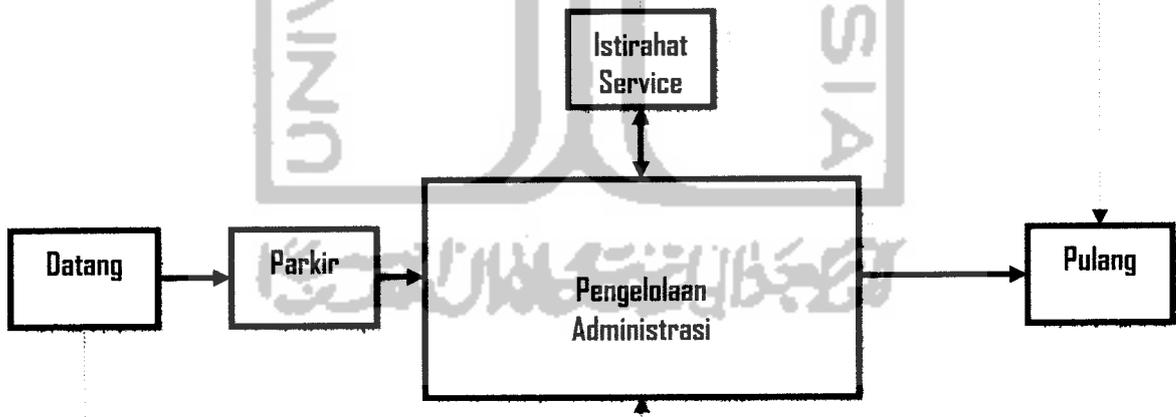 Istirahat
Service
Datang
Parkir
Pengelolaan
Administrasi
Pulang